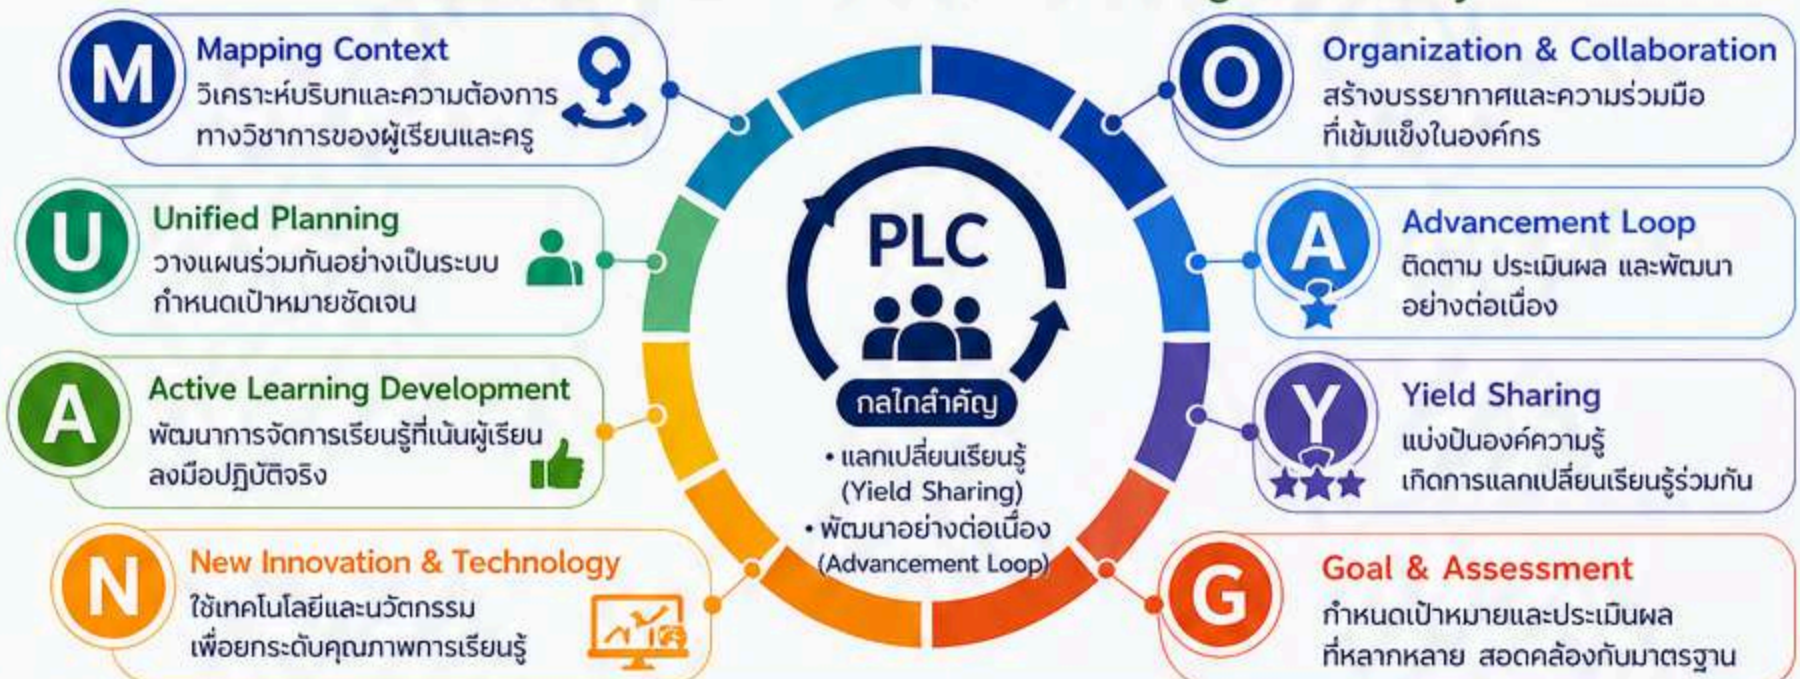 M
Mapping Context
วิเคราะห์บริบทและความต้องการ
ทางวิชาการของผู้เรียนและครู
U
Unified Planning
วางแผนร่วมกันอย่างเป็นระบบ
กำหนดเป้าหมายชัดเจน
A
Active Learning Development
พัฒนาการจัดการเรียนรู้ที่เน้นผู้เรียน
ลงมือปฏิบัติจริง
N
New Innovation & Technology
ใช้เทคโนโลยีและนวัตกรรม
เพื่อยกระดับคุณภาพการเรียนรู้
PLC
กลไกสำคัญ
• แลกเปลี่ยนเรียนรู้
(Yield Sharing)
• พัฒนาอย่างต่อเนื่อง
(Advancement Loop)
O
Organization & Collaboration
สร้างบรรยากาศและความร่วมมือ
ที่เข้มแข็งในองค์กร
A
Advancement Loop
ติดตาม ประเมินผล และพัฒนา
อย่างต่อเนื่อง
Y
Yield Sharing
แบ่งปันองค์ความรู้
เกิดการแลกเปลี่ยนเรียนรู้ร่วมกัน
G
Goal & Assessment
กำหนดเป้าหมายและประเมินผล
ที่หลากหลาย สอดคล้องกับมาตรฐาน